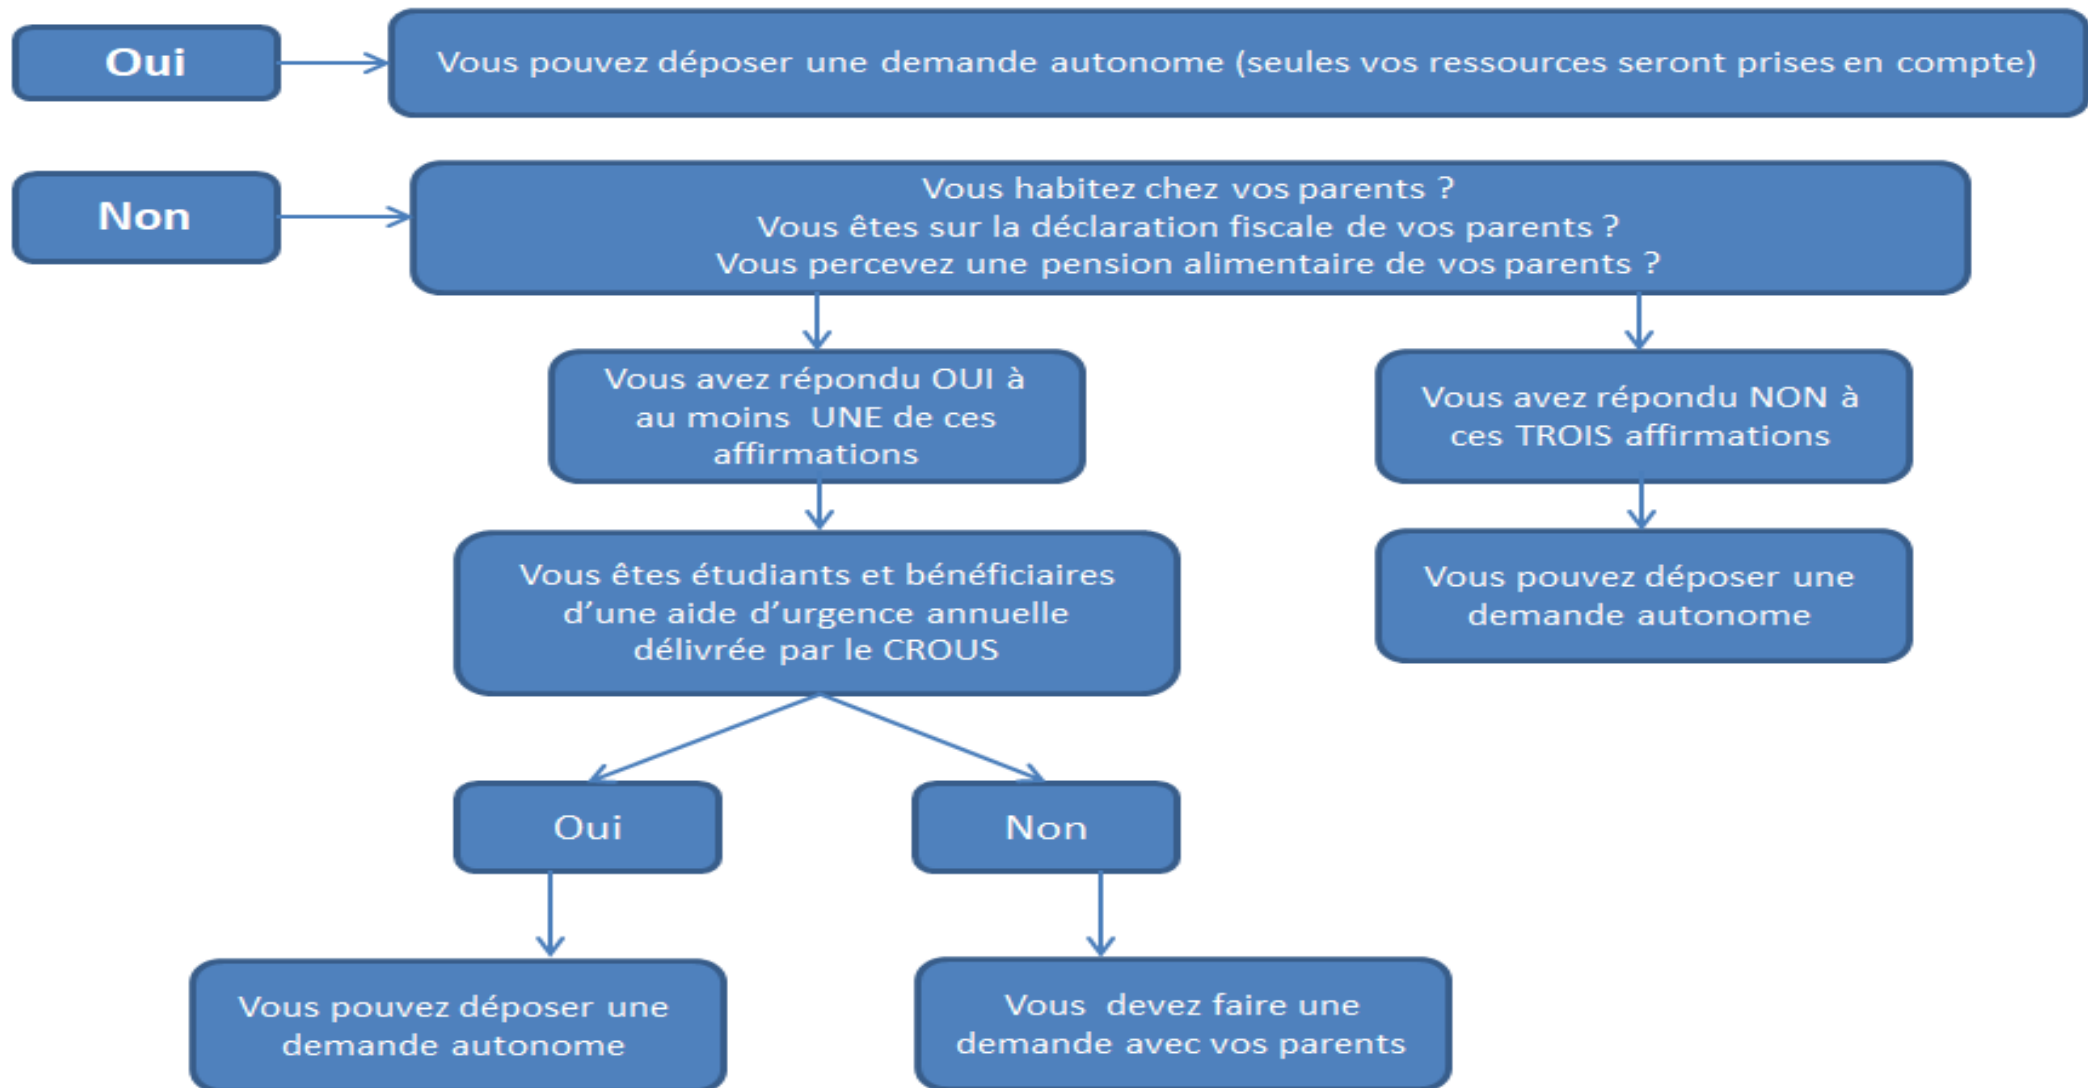 Oui
Vous pouvez déposer une demande autonome (seules vos ressources seront prises en compte)
Non
Vous habitez chez vos parents ?
Vous êtes sur la déclaration fiscale de vos parents ?
Vous percevez une pension alimentaire de vos parents ?
Vous avez répondu OUI à
au moins UNE de ces
affirmations
Vous avez répondu NON à
ces TROIS affirmations
Vous êtes étudiants et bénéficiaires
d’une aide d’urgence annuelle
délivrée par le CROUS
Vous pouvez déposer une
demande autonome
Oui
Non
Vous pouvez déposer une
demande autonome
Vous devez faire une
demande avec vos parents